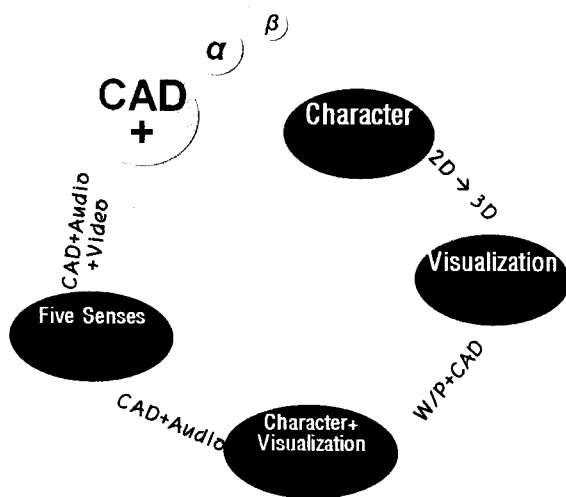 β
α
CAD
+
Character
2D → 3D
Visualization
W/P+CAD
Character+
Visualization
CAD+Audio
Five Senses
CAD+Audio
+Video